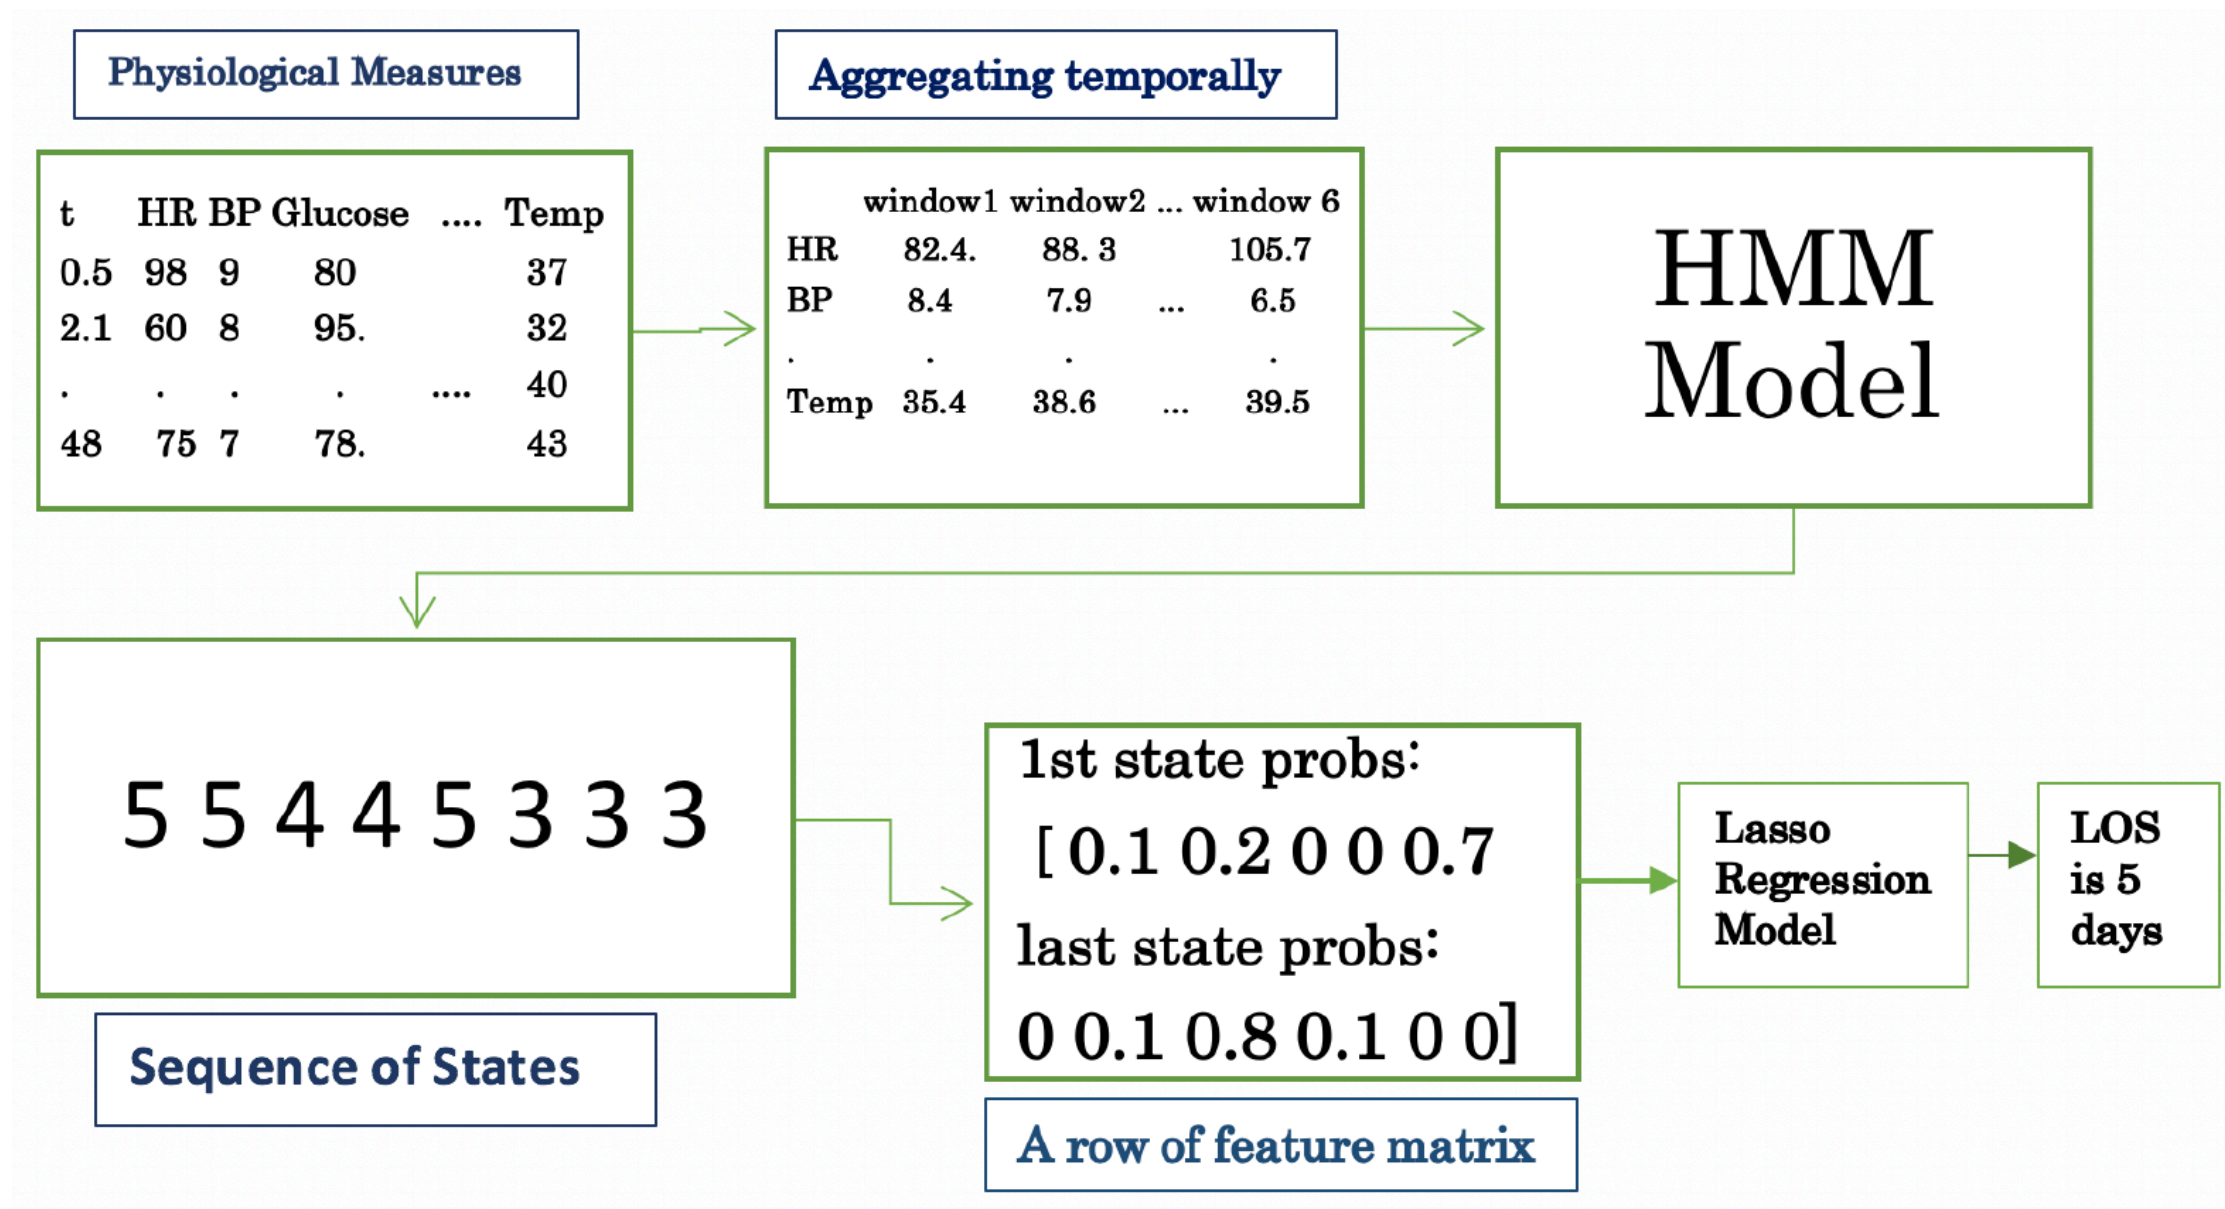 Physiological Measures
t HR BP Glucose .... Temp
0.5 98 9 80 37
2.1 60 8 95. 32
. . . . .... 40
48 75 7 78. 43
Aggregating temporally
window1 window2 ... window 6
HR 82.4. 88. 3 105.7
BP 8.4 7.9 ... 6.5
. . . .
Temp 35.4 38.6 ... 39.5
HMM
Model
5 5 4 4 5 3 3 3
Sequence of States
1st state probs:
[ 0.1 0.2 0 0 0.7
last state probs:
0 0.1 0.8 0.1 0 0]
A row of feature matrix
Lasso
Regression
Model
LOS
is 5
days